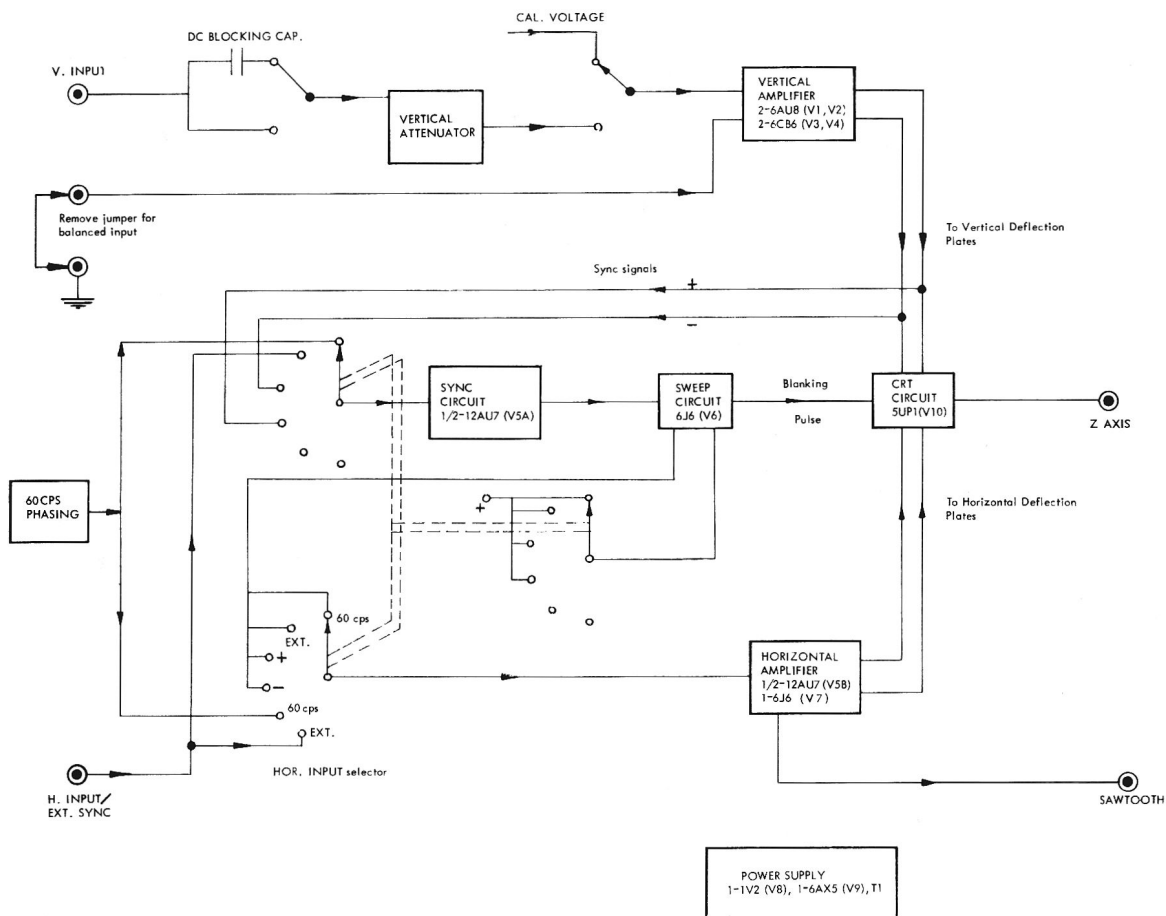 CAL. VOLTAGE
DC BLOCKING CAP.
V. INPUT
VERTICAL
ATTENUATOR
VERTICAL
AMPLIFIER
2-6AU8 (V1, V2)
2-6CB6 (V3, V4)
Remove jumper for
balanced input
To Vertical Deflection
Plates
Sync signals
+
−
SYNC
CIRCUIT
1/2-12AU7 (V5A)
SWEEP
CIRCUIT
6J6 (V6)
Blanking
Pulse
CRT
CIRCUIT
5UP1(V10)
Z AXIS
60CPS
PHASING
+
To Horizontal Deflection
Plates
60 cps
EXT.
+
−
60 cps
EXT.
HOR. INPUT selector
HORIZONTAL
AMPLIFIER
1/2-12AU7 (V5B)
1-6J6 (V7)
H. INPUT/
EXT. SYNC
SAWTOOTH
POWER SUPPLY
1-1V2 (V8), 1-6AX5 (V9), T1